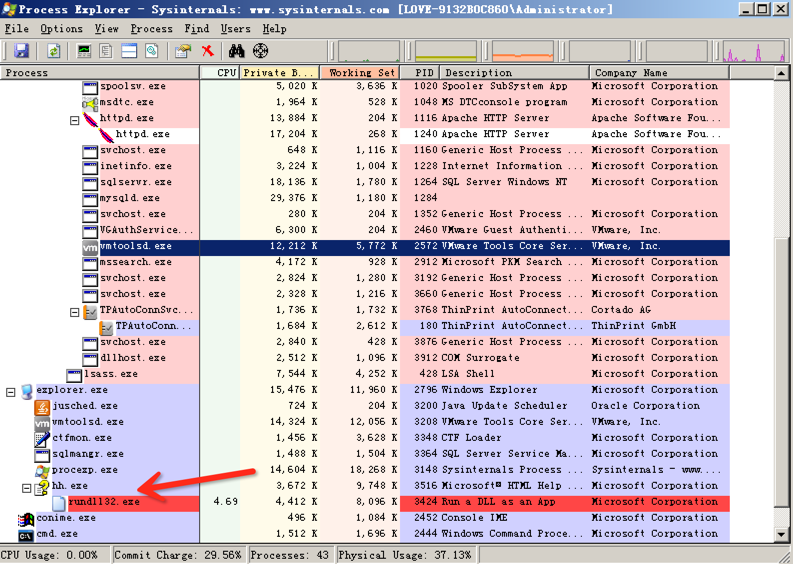 Process Explorer - Sysinternals: www.sysinternals.com [LOVE-9132B0C860\Administrator]
File Options View Process Find Users Help
Process CPU Private B... Working Set PID Description Company Name
spoolsv.exe 5,020 K 3,636 K 1020 Spooler SubSystem App Microsoft Corporation
msdtc.exe 1,964 K 528 K 1048 MS DTCconsole program Microsoft Corporation
httpd.exe 13,884 K 204 K 1116 Apache HTTP Server Apache Software Fou...
httpd.exe 17,204 K 268 K 1240 Apache HTTP Server Apache Software Fou...
svchost.exe 648 K 1,116 K 1160 Generic Host Process ... Microsoft Corporation
inetinfo.exe 3,224 K 1,004 K 1228 Internet Information ... Microsoft Corporation
sqlservr.exe 18,136 K 1,780 K 1264 SQL Server Windows NT Microsoft Corporation
mysqld.exe 29,376 K 1,180 K 1284
svchost.exe 280 K 204 K 1352 Generic Host Process ... Microsoft Corporation
VGAuthService... 6,300 K 204 K 2460 VMware Guest Authenti... VMware, Inc.
vm vmtoolsd.exe 12,212 K 5,772 K 2572 VMware Tools Core Ser... VMware, Inc.
mssearch.exe 4,172 K 928 K 2912 Microsoft PKM Search ... Microsoft Corporation
svchost.exe 2,824 K 1,280 K 3192 Generic Host Process ... Microsoft Corporation
svchost.exe 2,328 K 1,216 K 3660 Generic Host Process ... Microsoft Corporation
TPAutoConnSvc... 1,736 K 1,732 K 3768 ThinPrint AutoConnect... Cortado AG
TPAutoConn... 1,684 K 2,612 K 180 ThinPrint AutoConnect... ThinPrint GmbH
svchost.exe 2,840 K 428 K 3876 Generic Host Process ... Microsoft Corporation
dllhost.exe 2,512 K 1,096 K 3912 COM Surrogate Microsoft Corporation
lsass.exe 7,544 K 4,252 K 428 LSA Shell Microsoft Corporation
explorer.exe 15,476 K 11,960 K 2796 Windows Explorer Microsoft Corporation
jusched.exe 724 K 204 K 3200 Java Update Scheduler Oracle Corporation
vm vmtoolsd.exe 14,324 K 12,056 K 3208 VMware Tools Core Ser... VMware, Inc.
ctfmon.exe 1,456 K 3,628 K 3348 CTF Loader Microsoft Corporation
sqlmangr.exe 1,488 K 1,504 K 3364 SQL Server Service Ma... Microsoft Corporation
procexp.exe 14,604 K 18,268 K 3148 Sysinternals Process ... Sysinternals - www....
hh.exe 3,672 K 9,748 K 3516 Microsoft® HTML Help ... Microsoft Corporation
rundll32.exe 4.69 4,412 K 8,096 K 3424 Run a DLL as an App Microsoft Corporation
conime.exe 496 K 1,084 K 2452 Console IME Microsoft Corporation
cmd.exe 1,512 K 1,696 K 2444 Windows Command Proce... Microsoft Corporation
CPU Usage: 0.00% Commit Charge: 29.56% Processes: 43 Physical Usage: 37.13%